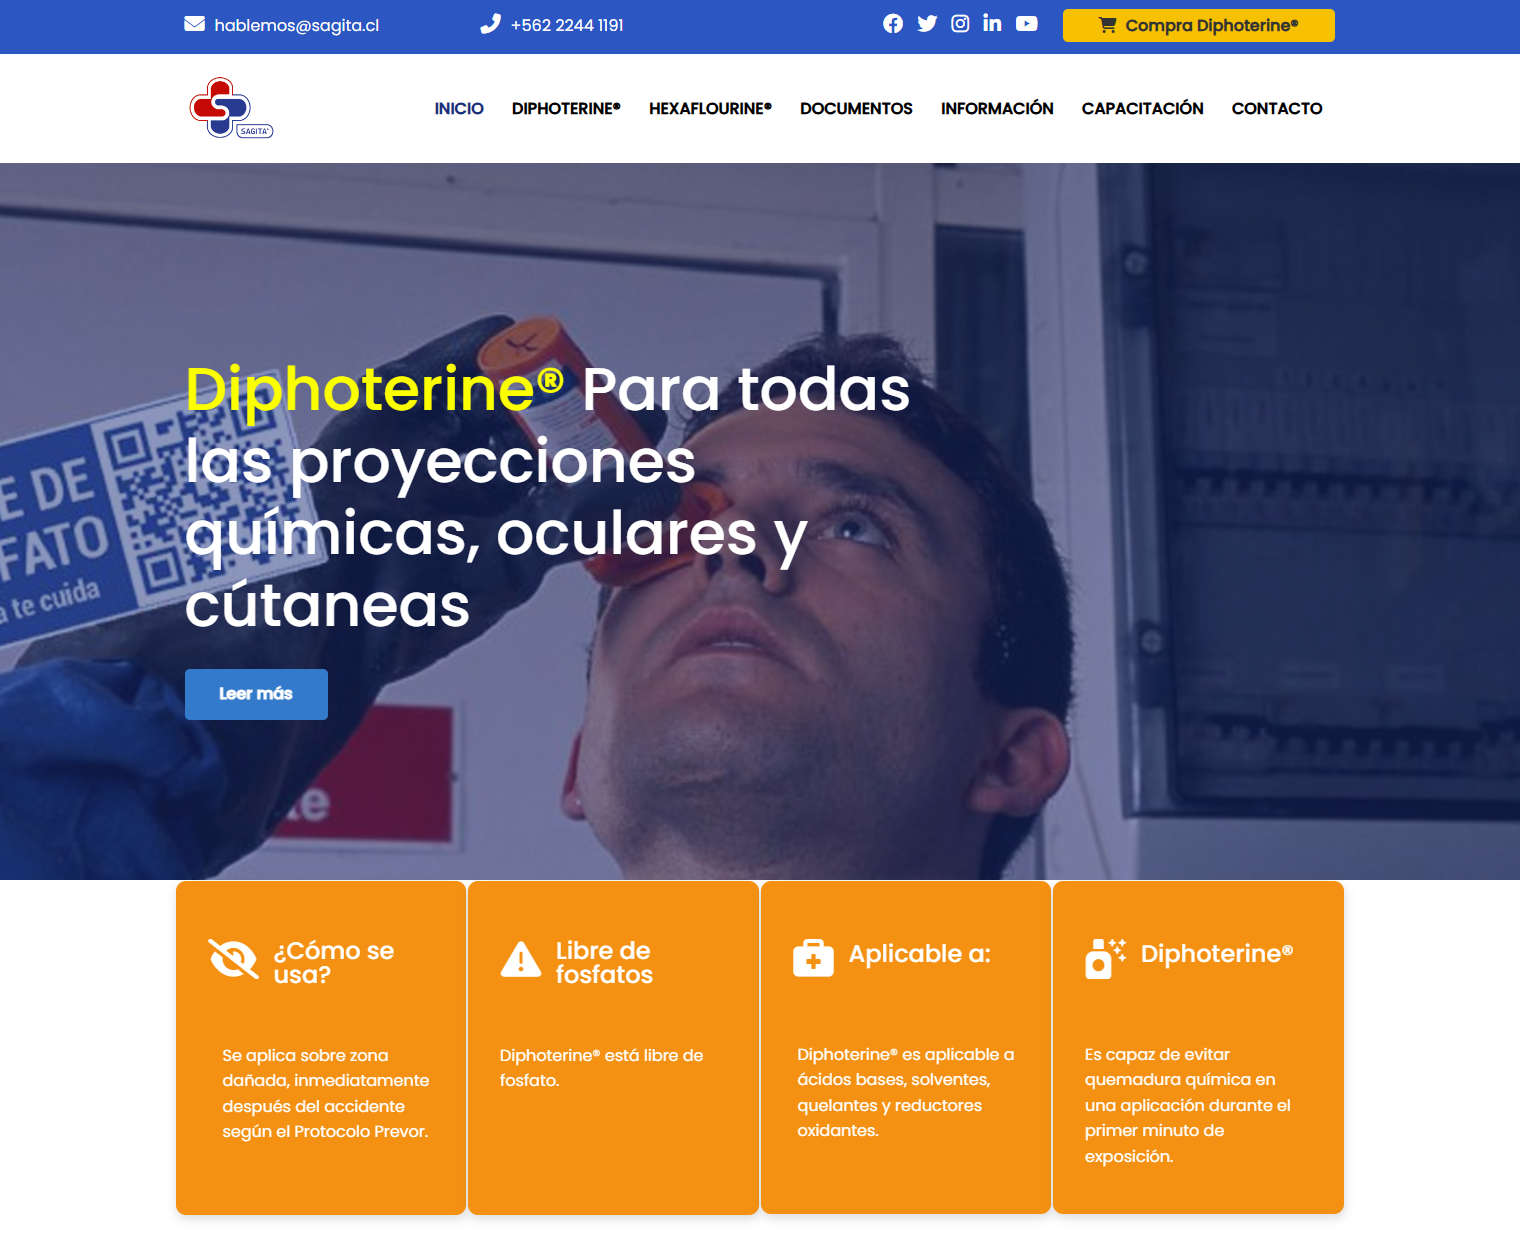 hablemos@sagita.cl
+562 2244 1191
Compra Diphoterine®
SAGITA®
INICIO
DIPHOTERINE®
HEXAFLOURINE®
DOCUMENTOS
INFORMACIÓN
CAPACITACIÓN
CONTACTO
Diphoterine® Para todas
las proyecciones
químicas, oculares y
cútaneas
E DE
FATO
a te cuida
Leer más
te
¿Cómo se
usa?
Se aplica sobre zona
dañada, inmediatamente
después del accidente
según el Protocolo Prevor.
Libre de
fosfatos
Diphoterine® está libre de
fosfato.
Aplicable a:
Diphoterine® es aplicable a
ácidos bases, solventes,
quelantes y reductores
oxidantes.
Diphoterine®
Es capaz de evitar
quemadura química en
una aplicación durante el
primer minuto de
exposición.